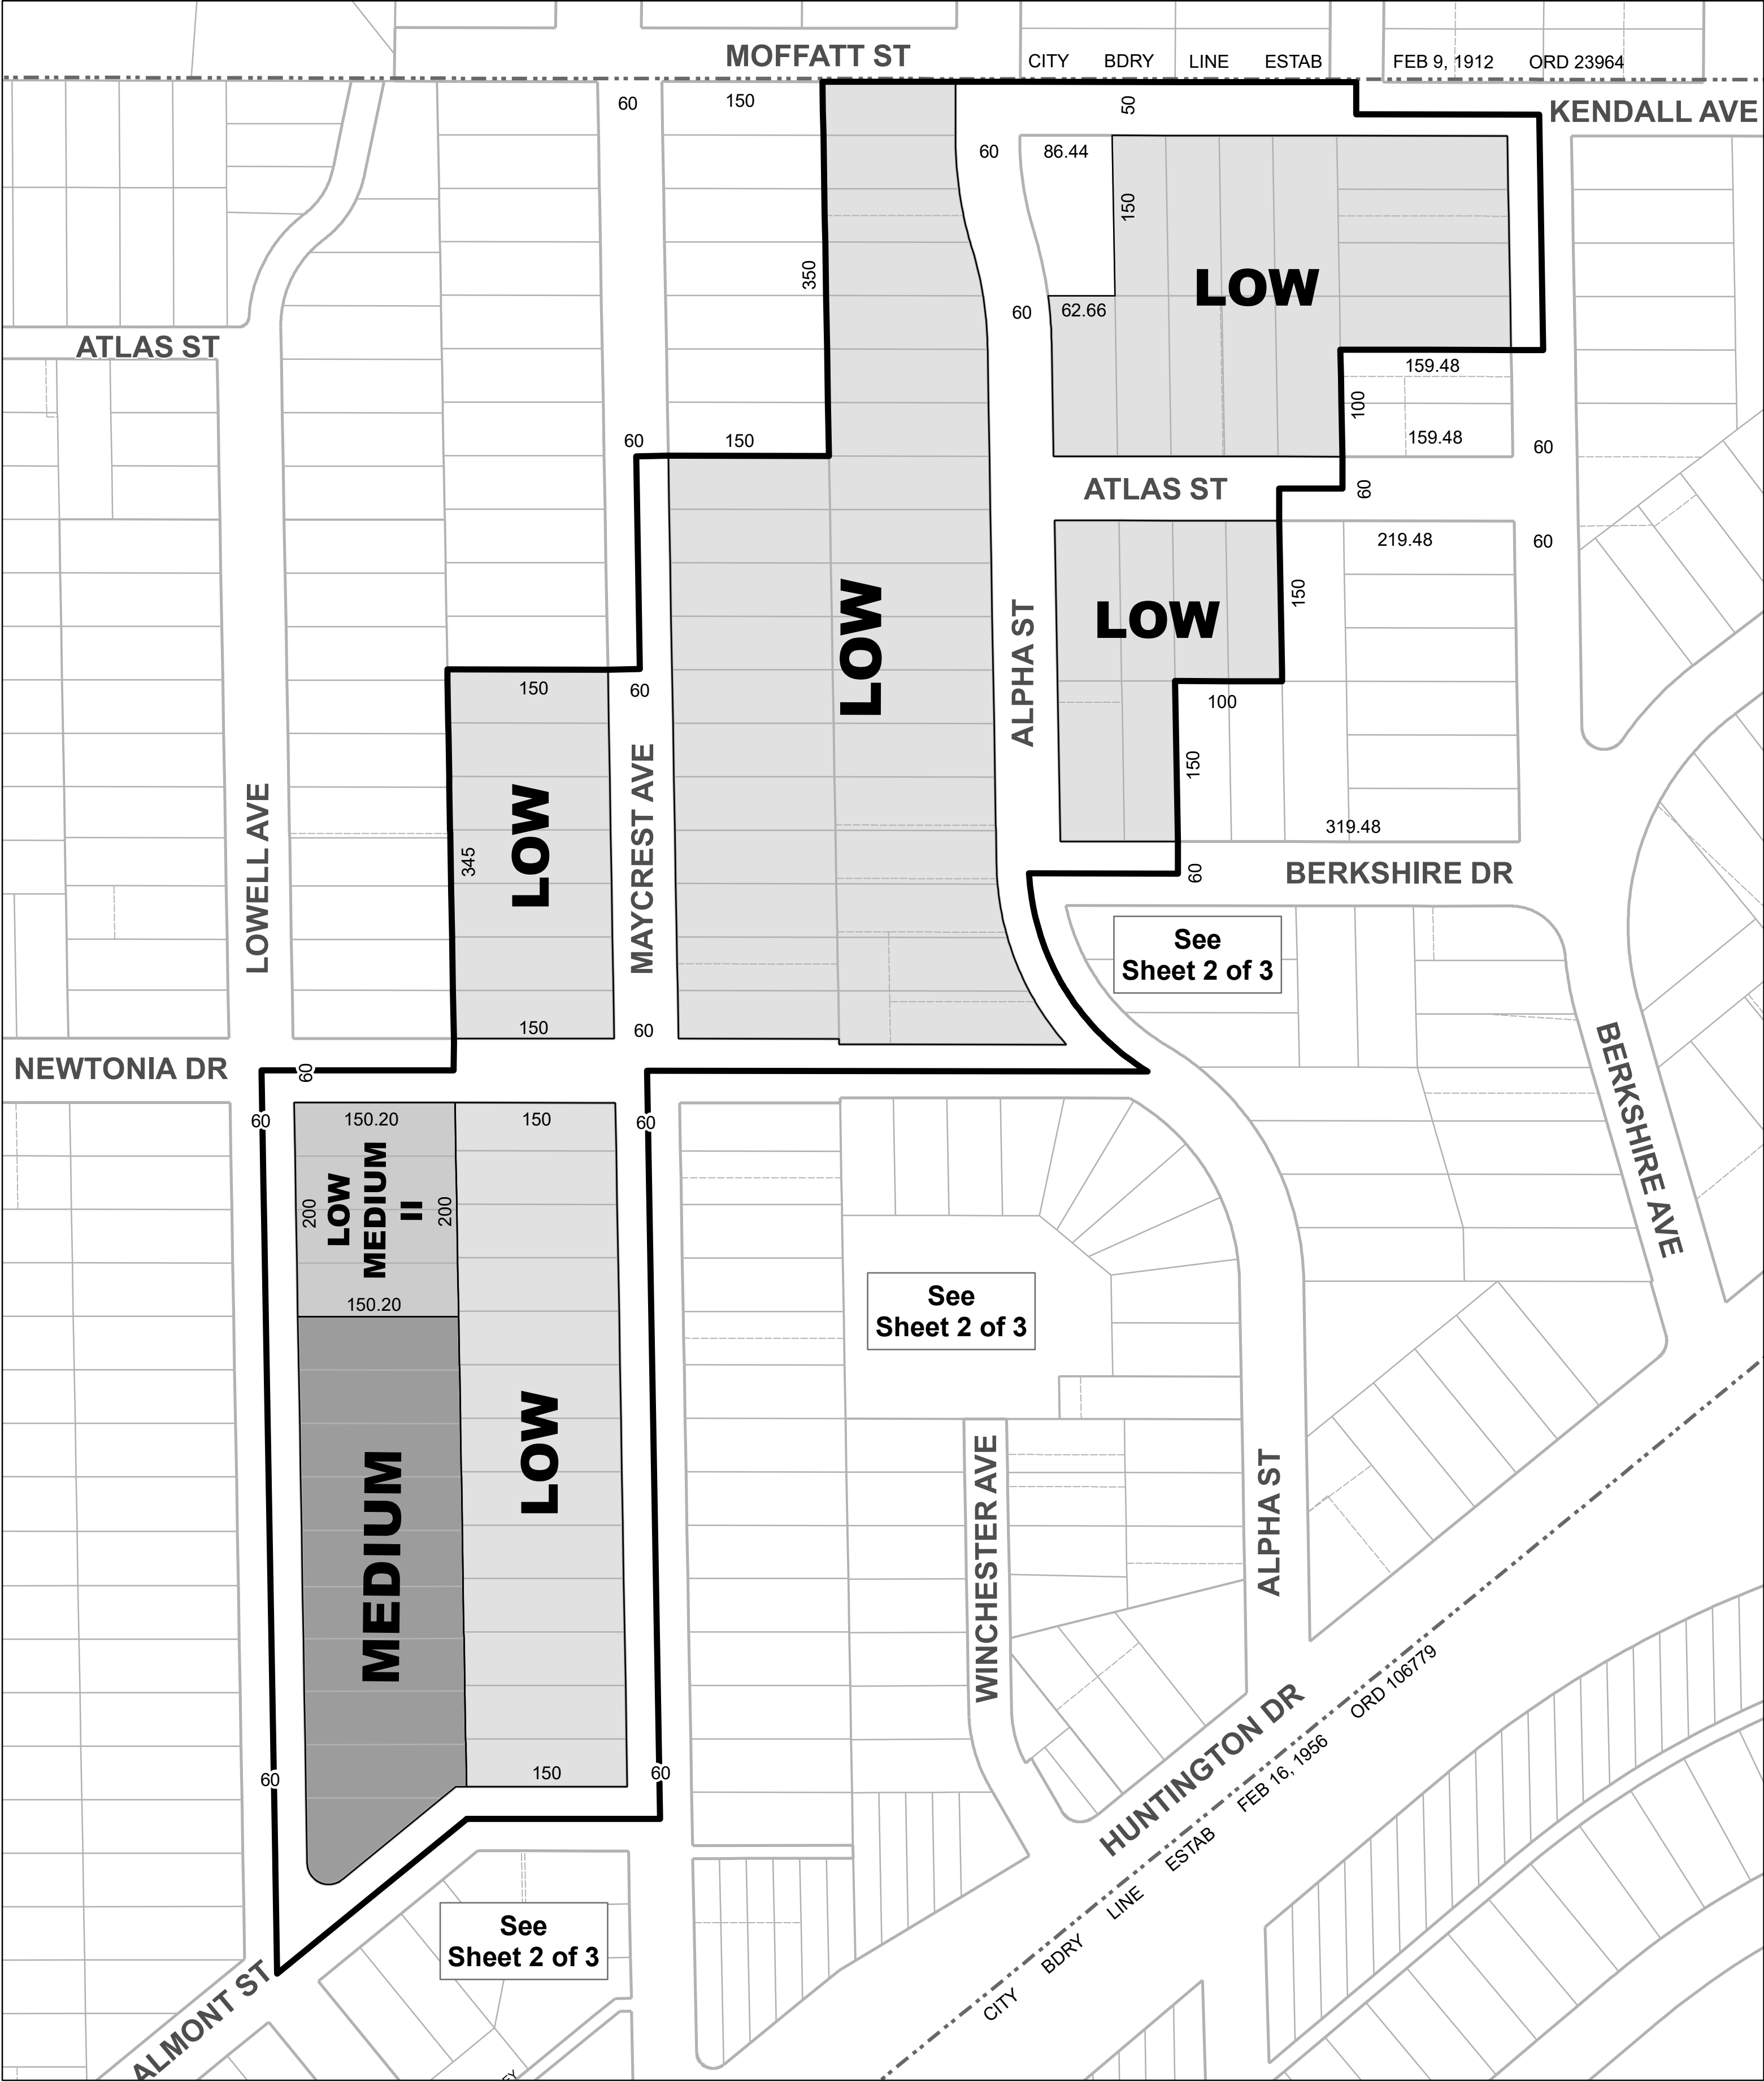 MOFFATT ST
CITY BDRY LINE ESTAB FEB 9, 1912 ORD 23964
KENDALL AVE
60
150
50
60
86.44
150
350
LOW
60
62.66
ATLAS ST
159.48
100
159.48
60
150
60
ATLAS ST
60
219.48
60
LOW
150
LOW
ALPHA ST
150
60
100
150
LOW
MAYCREST AVE
LOWELL AVE
345
319.48
60
BERKSHIRE DR
See
Sheet 2 of 3
150
60
NEWTONIA DR
60
BERKSHIRE AVE
60
150.20
150
60
LOW
MEDIUM
II
200
200
150.20
See
Sheet 2 of 3
LOW
MEDIUM
WINCHESTER AVE
ALPHA ST
60
150
60
HUNTINGTON DR
CITY BDRY LINE ESTAB FEB 16, 1956 ORD 106779
See
Sheet 2 of 3
ALMONT ST